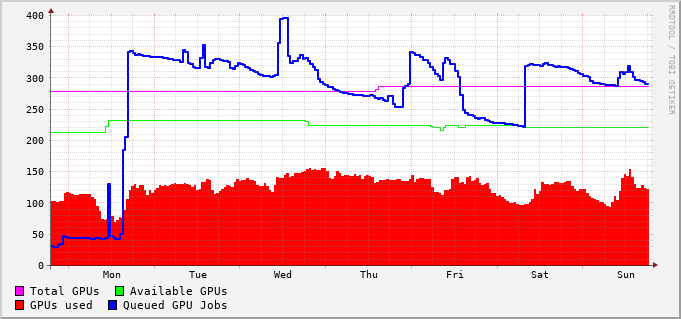 400
350
300
250
200
150
100
50
0
Mon Tue Wed Thu Fri Sat Sun
Total GPUs Available GPUs
GPUs used Queued GPU Jobs
RRDTOOL / TOBI OETIKER